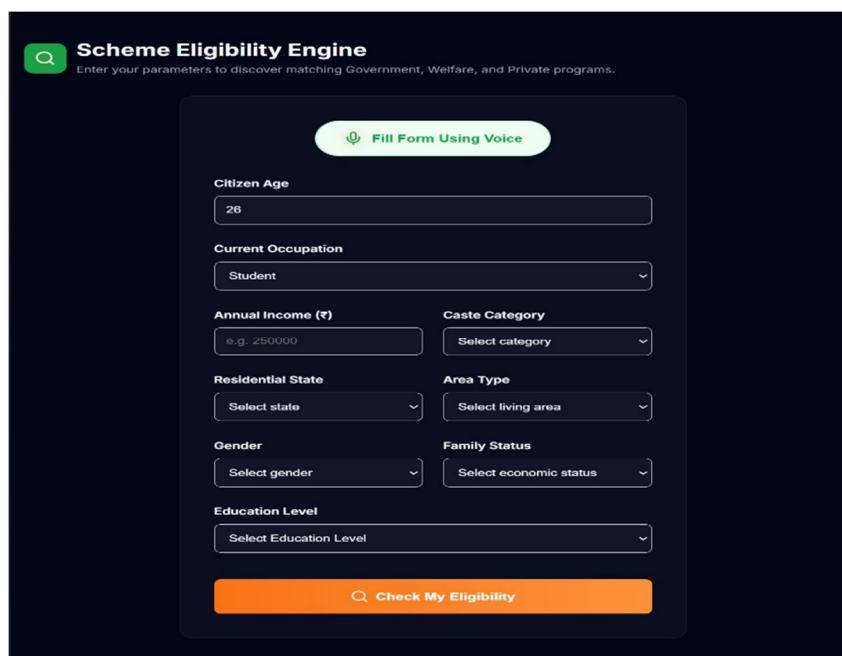 Scheme Eligibility Engine
Enter your parameters to discover matching Government, Welfare, and Private programs.
Fill Form Using Voice
Citizen Age
26
Current Occupation
Student
Annual Income (₹)
Caste Category
e.g. 250000
Select category
Residential State
Area Type
Select state
Select living area
Gender
Family Status
Select gender
Select economic status
Education Level
Select Education Level
Check My Eligibility